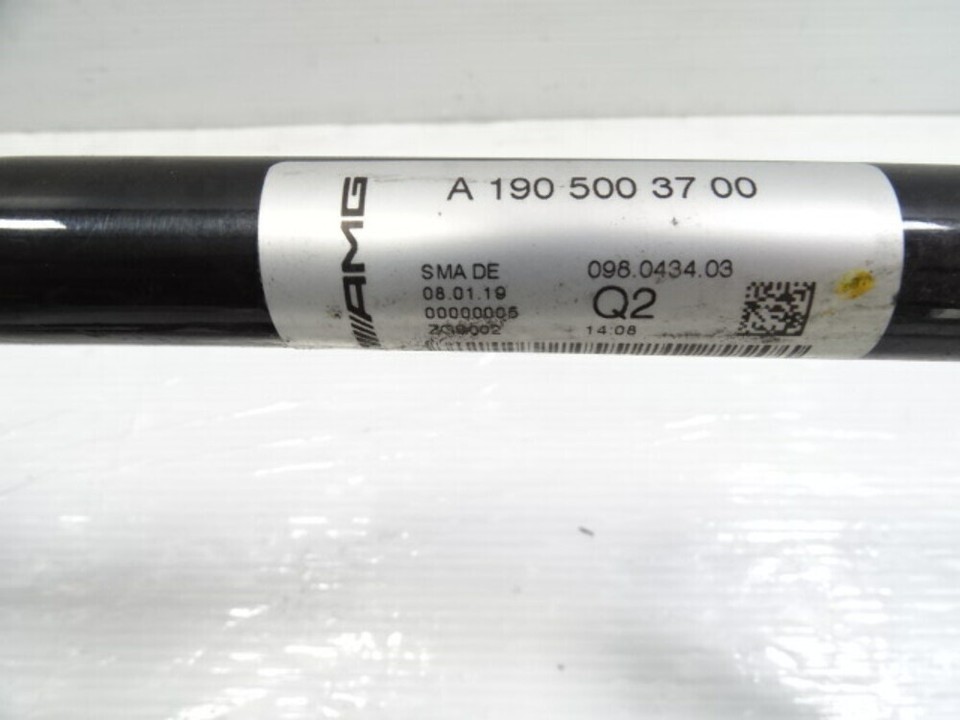 AMG
A 190 500 37 00
SMA DE
098.0434.03
08.01.19
Q2
00000005
14:08